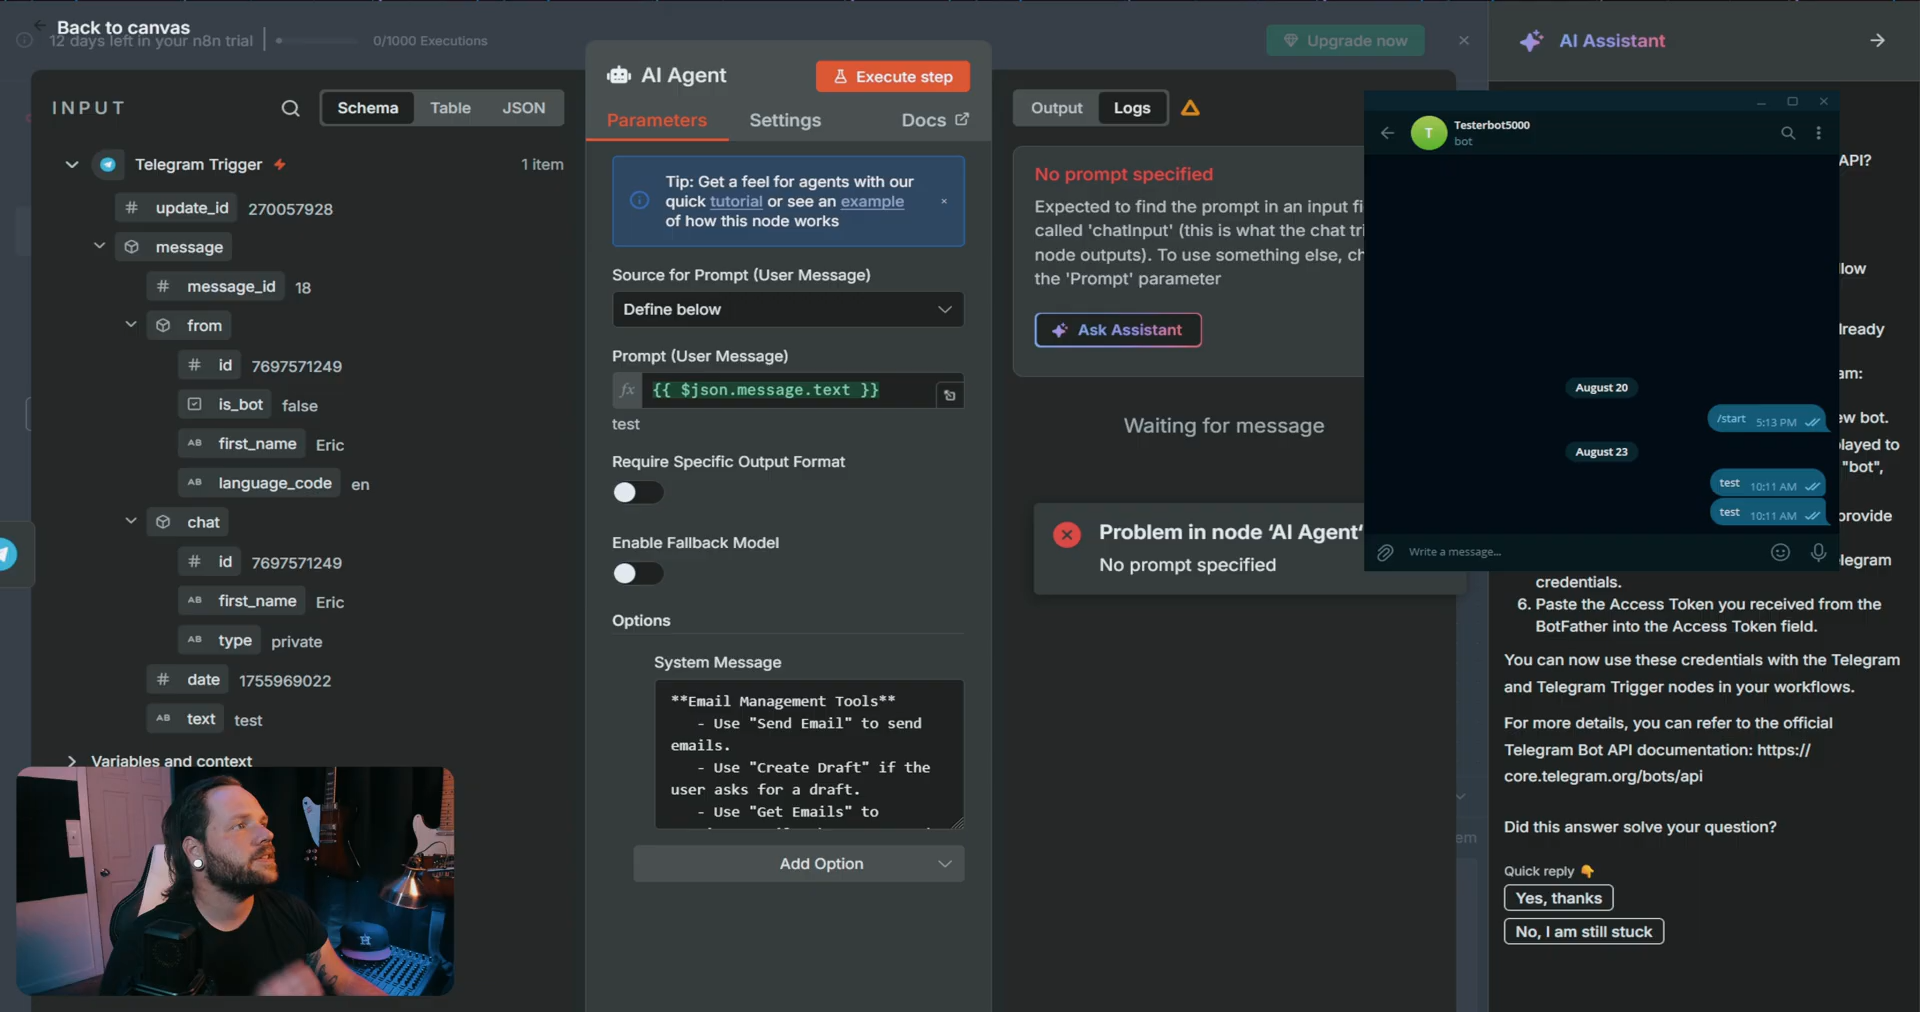 Back to canvas
12 days left in your n8n trial
0/1000 Executions
Upgrade now
INPUT
Schema
Table
JSON
Telegram Trigger
1 item
# update_id 270057928
message
# message_id 18
from
# id 7697571249
is_bot false
AB first_name Eric
AB language_code en
chat
# id 7697571249
AB first_name Eric
AB type private
# date 1755969022
AB text test
Variables and context
AI Agent
Execute step
Parameters
Settings
Docs
Tip: Get a feel for agents with our
quick tutorial or see an example
of how this node works
Source for Prompt (User Message)
Define below
Prompt (User Message)
fx {{ $json.message.text }}
test
Require Specific Output Format
Enable Fallback Model
Options
System Message
**Email Management Tools**
- Use "Send Email" to send
emails.
- Use "Create Draft" if the
user asks for a draft.
- Use "Get Emails" to
Add Option
Output
Logs
No prompt specified
Expected to find the prompt in an input fi
called 'chatInput' (this is what the chat tri
node outputs). To use something else, ch
the 'Prompt' parameter
Ask Assistant
Waiting for message
Problem in node ‘AI Agent‘
No prompt specified
T
Testerbot5000
bot
August 20
/start 5:13 PM
August 23
test 10:11 AM
test 10:11 AM
Write a message...
AI Assistant
API?
llow
lready
am:
ew bot.
layed to
"bot",
provide
elegram
credentials.
6. Paste the Access Token you received from the
BotFather into the Access Token field.
You can now use these credentials with the Telegram
and Telegram Trigger nodes in your workflows.
For more details, you can refer to the official
Telegram Bot API documentation: https://
core.telegram.org/bots/api
Did this answer solve your question?
Quick reply 👇
Yes, thanks
No, I am still stuck
em